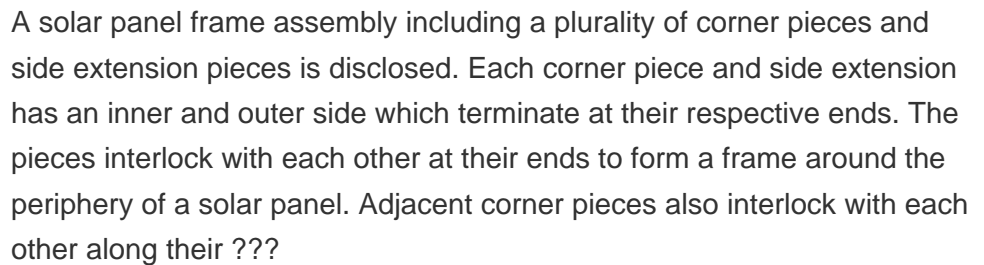 A solar panel frame assembly including a plurality of corner pieces and
side extension pieces is disclosed. Each corner piece and side extension
has an inner and outer side which terminate at their respective ends. The
pieces interlock with each other at their ends to form a frame around the
periphery of a solar panel. Adjacent corner pieces also interlock with each
other along their ???